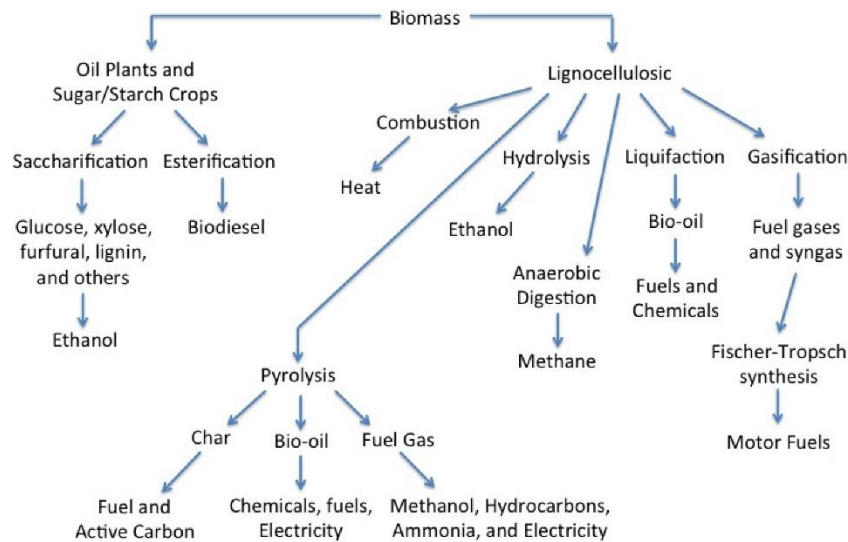 Biomass
Oil Plants and
Sugar/Starch Crops
Lignocellulosic
Combustion
Saccharification
Esterification
Hydrolysis
Liquifaction
Gasification
Heat
Glucose, xylose,
furfural, lignin,
and others
Biodiesel
Ethanol
Bio-oil
Fuel gases
and syngas
Anaerobic
Digestion
Fuels and
Chemicals
Ethanol
Methane
Fischer-Tropsch
synthesis
Pyrolysis
Char
Bio-oil
Fuel Gas
Motor Fuels
Fuel and
Active Carbon
Chemicals, fuels,
Electricity
Methanol, Hydrocarbons,
Ammonia, and Electricity